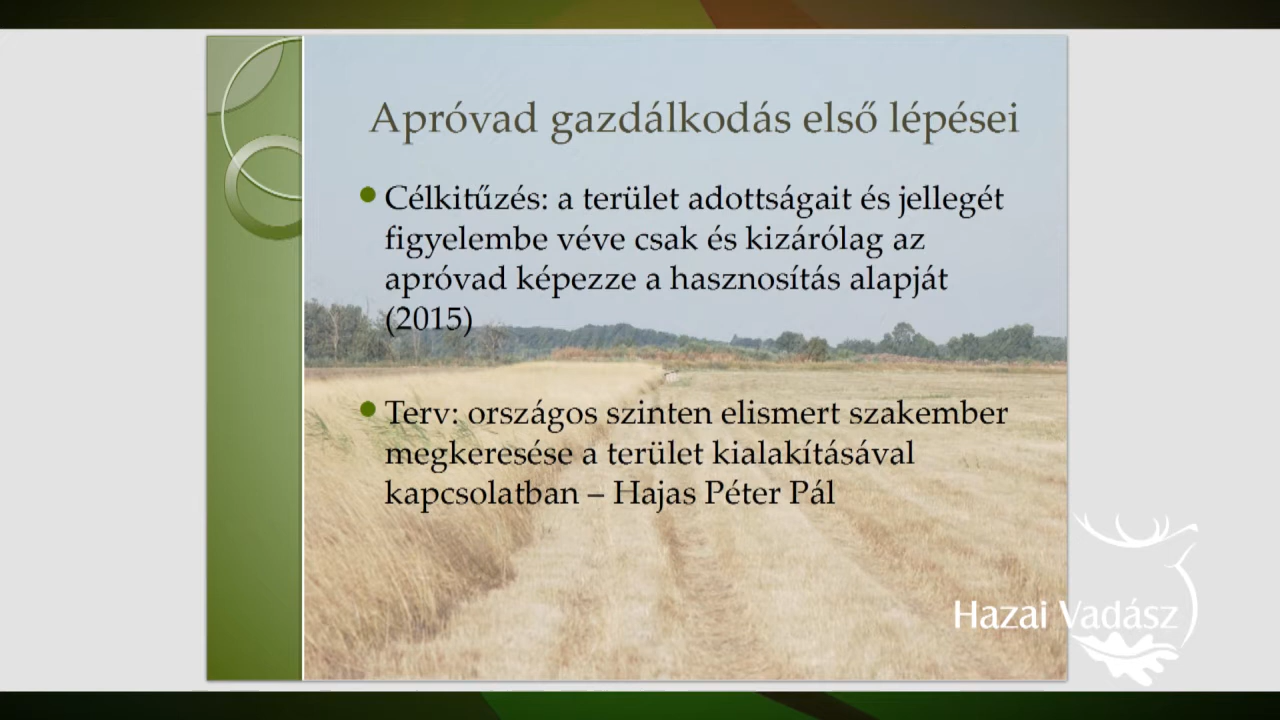 Apróvad gazdálkodás első lépései
Célkitűzés: a terület adottságait és jellegét
figyelembe véve csak és kizárólag az
apróvad képezze a hasznosítás alapját
(2015)
Terv: országos szinten elismert szakember
megkeresése a terület kialakításával
kapcsolatban – Hajas Péter Pál
Hazai Vadász